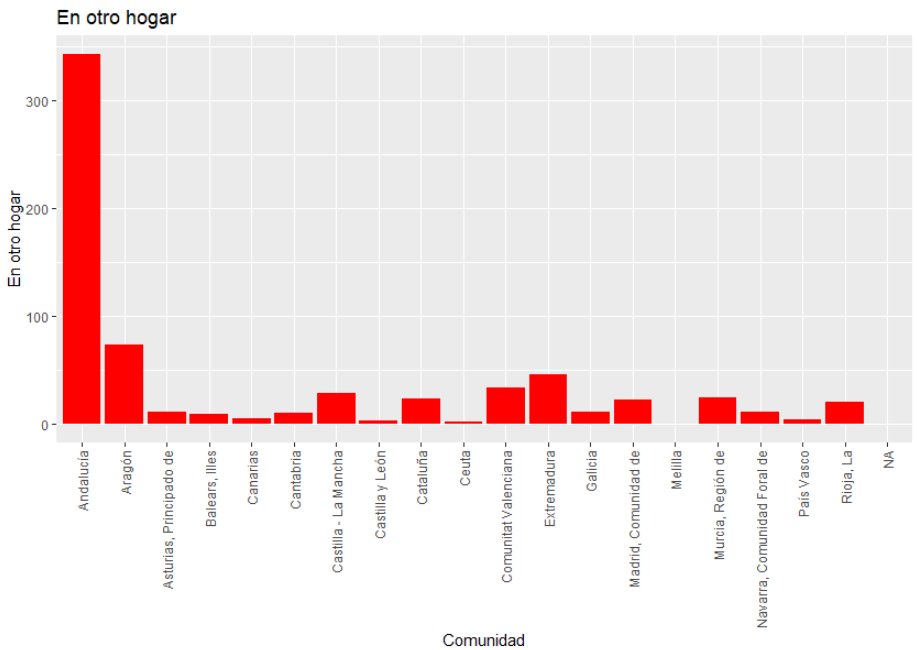 En otro hogar
En otro hogar
300
200
100
0
Andalucía
Aragón
Asturias, Principado de
Balears, Illes
Canarias
Cantabria
Castilla - La Mancha
Castilla y León
Cataluña
Ceuta
Comunitat Valenciana
Extremadura
Galicia
Madrid, Comunidad de
Melilla
Murcia, Región de
Navarra, Comunidad Foral de
País Vasco
Rioja, La
NA
Comunidad